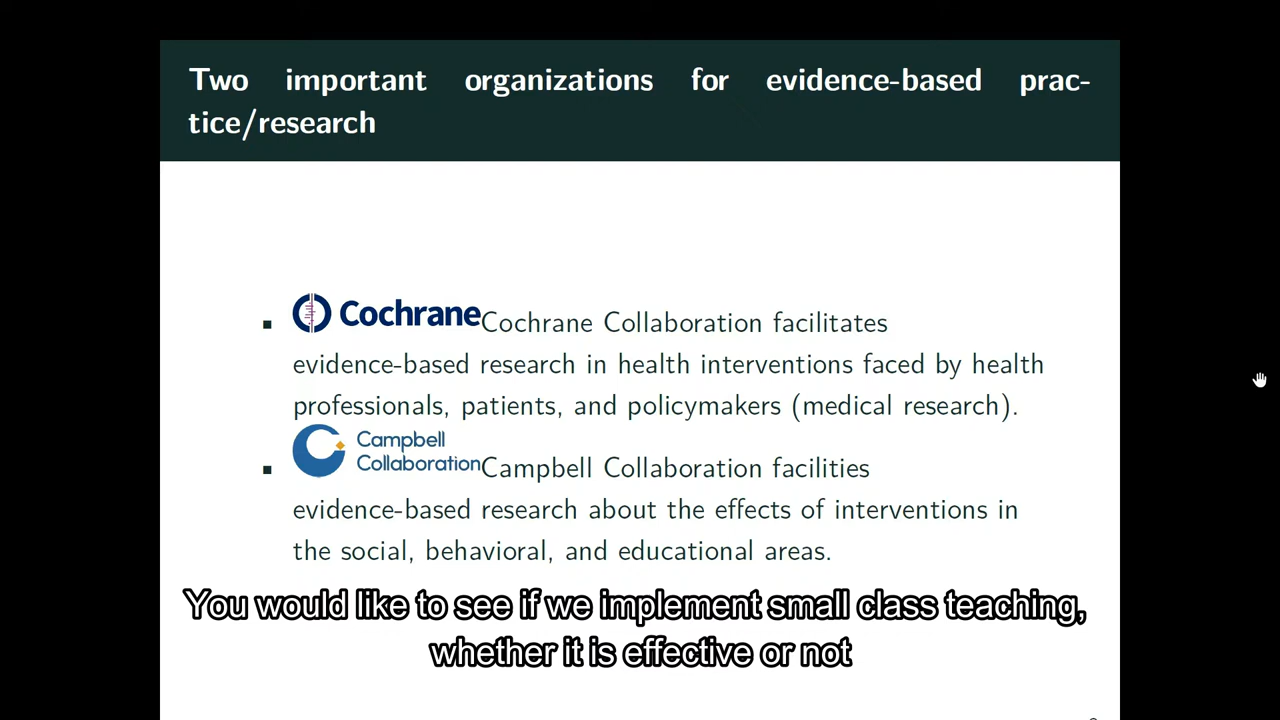 Two important organizations for evidence-based prac-
tice/research
▪ Cochrane Cochrane Collaboration facilitates
evidence-based research in health interventions faced by health
professionals, patients, and policymakers (medical research).
▪ Campbell Collaboration Campbell Collaboration facilities
evidence-based research about the effects of interventions in
the social, behavioral, and educational areas.
You would like to see if we implement small class teaching,
whether it is effective or not